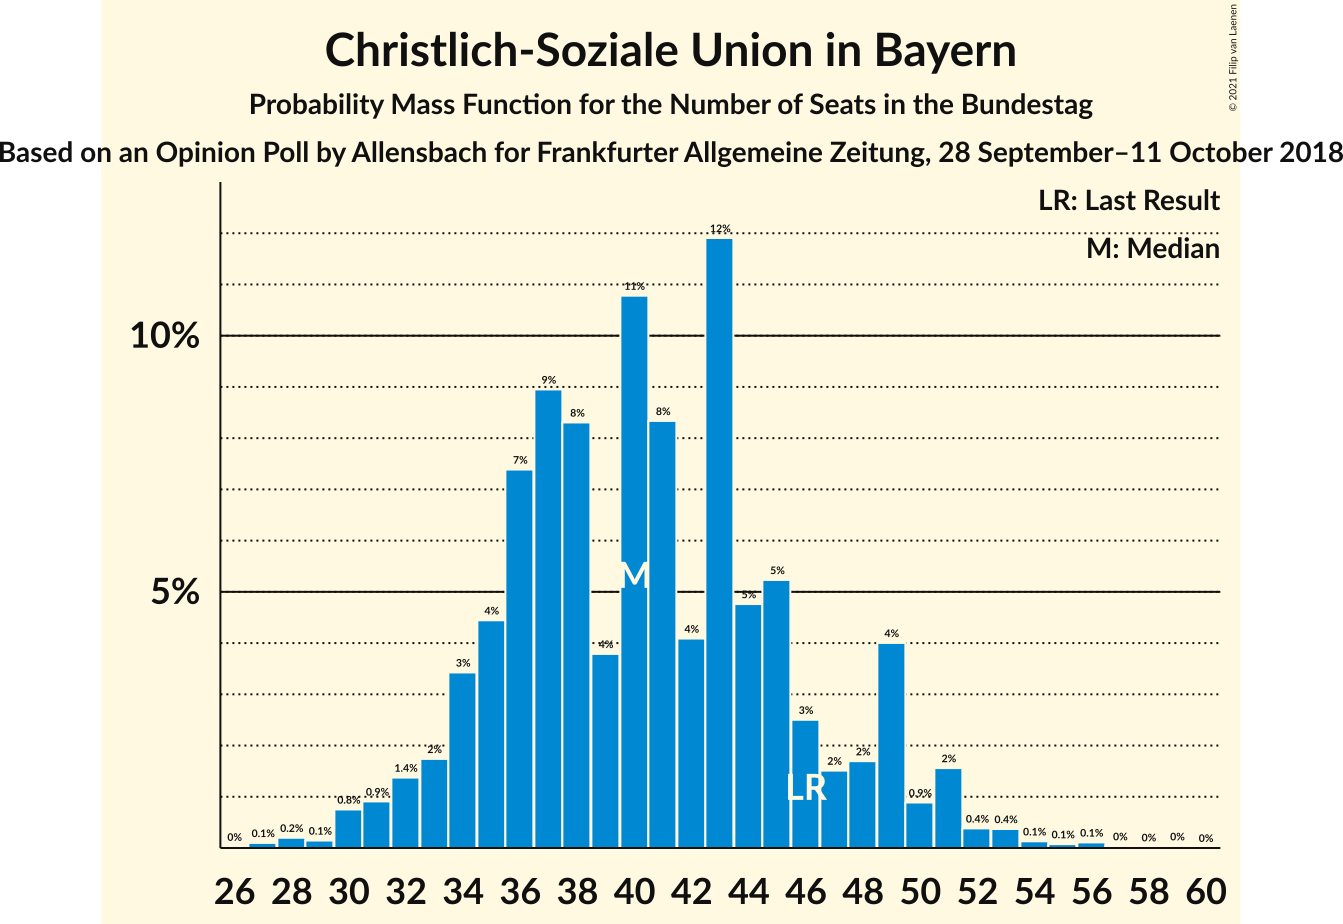 Christlich-Soziale Union in Bayern
Probability Mass Function for the Number of Seats in the Bundestag
Based on an Opinion Poll by Allensbach for Frankfurter Allgemeine Zeitung, 28 September–11 October 2018
© 2021 Filip van Laenen
LR: Last Result
M: Median
10%
5%
0% 0.1% 0.2% 0.1% 0.8% 0.9% 1.4% 2% 3% 4% 7% 9% 8% 4% 11% 8% 4% 12% 5% 5% 3% 2% 2% 4% 0.9% 2% 0.4% 0.4% 0.1% 0.1% 0.1% 0% 0% 0% 0%
M
LR
26 28 30 32 34 36 38 40 42 44 46 48 50 52 54 56 58 60